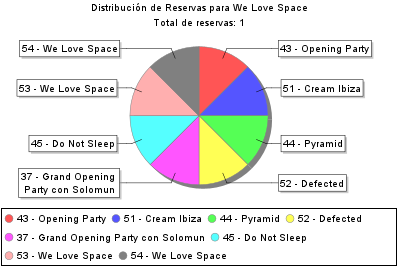 Distribución de Reservas para We Love Space
Total de reservas: 1
54 - We Love Space
43 - Opening Party
53 - We Love Space
51 - Cream Ibiza
45 - Do Not Sleep
44 - Pyramid
37 - Grand Opening
Party con Solomun
52 - Defected
43 - Opening Party 51 - Cream Ibiza 44 - Pyramid 52 - Defected
37 - Grand Opening Party con Solomun 45 - Do Not Sleep
53 - We Love Space 54 - We Love Space